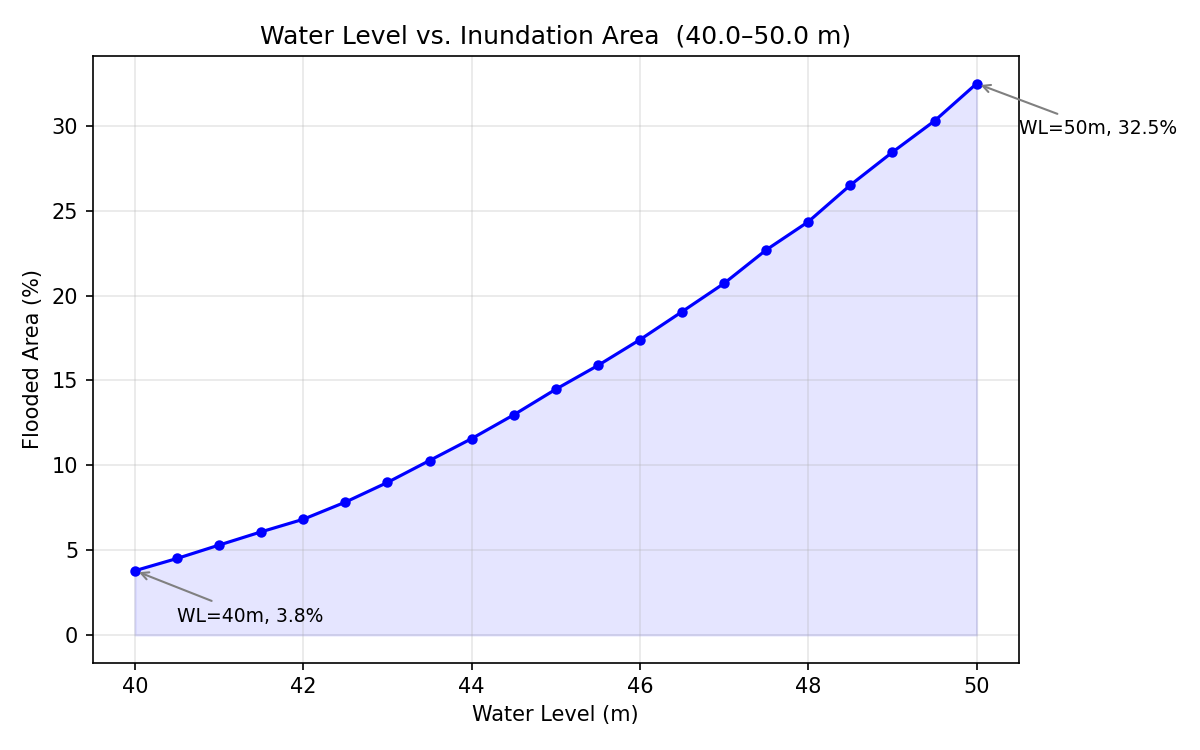 Water Level vs. Inundation Area  (40.0–50.0 m)
Flooded Area (%)
30
25
20
15
10
5
0
WL=50m, 32.5%
WL=40m, 3.8%
40 42 44 46 48 50
Water Level (m)